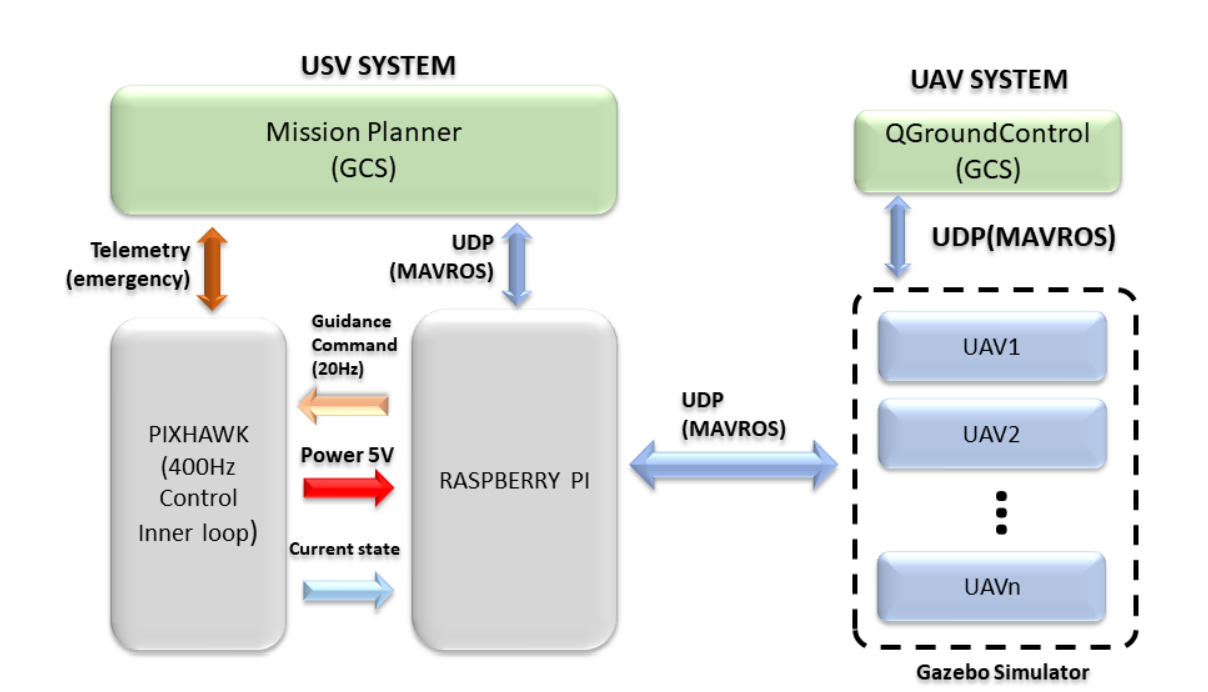 USV SYSTEM
Mission Planner
(GCS)
Telemetry
(emergency)
UDP
(MAVROS)
PIXHAWK
(400Hz
Control
Inner loop)
Guidance
Command
(20Hz)
Power 5V
Current state
RASPBERRY PI
UDP
(MAVROS)
UAV SYSTEM
QGroundControl
(GCS)
UDP(MAVROS)
UAV1
UAV2
UAVn
Gazebo Simulator